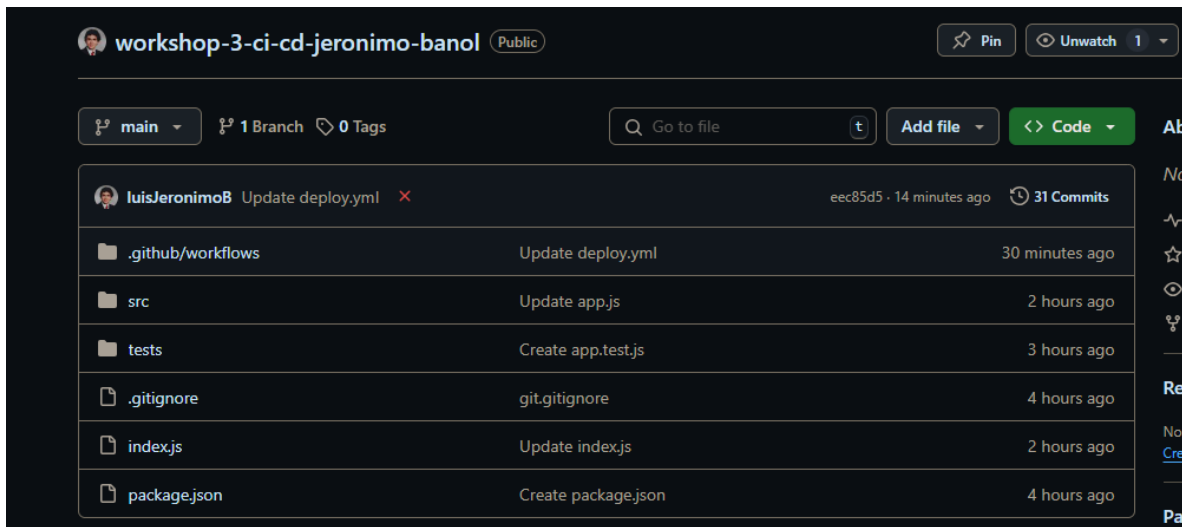 workshop-3-ci-cd-jeronimo-banol Public Pin Unwatch 1
main 1 Branch 0 Tags Go to file t Add file <> Code
luisJeronimoB Update deploy.yml eec85d5 · 14 minutes ago 31 Commits
.github/workflows Update deploy.yml 30 minutes ago
src Update app.js 2 hours ago
tests Create app.test.js 3 hours ago
.gitignore git.gitignore 4 hours ago
index.js Update index.js 2 hours ago
package.json Create package.json 4 hours ago